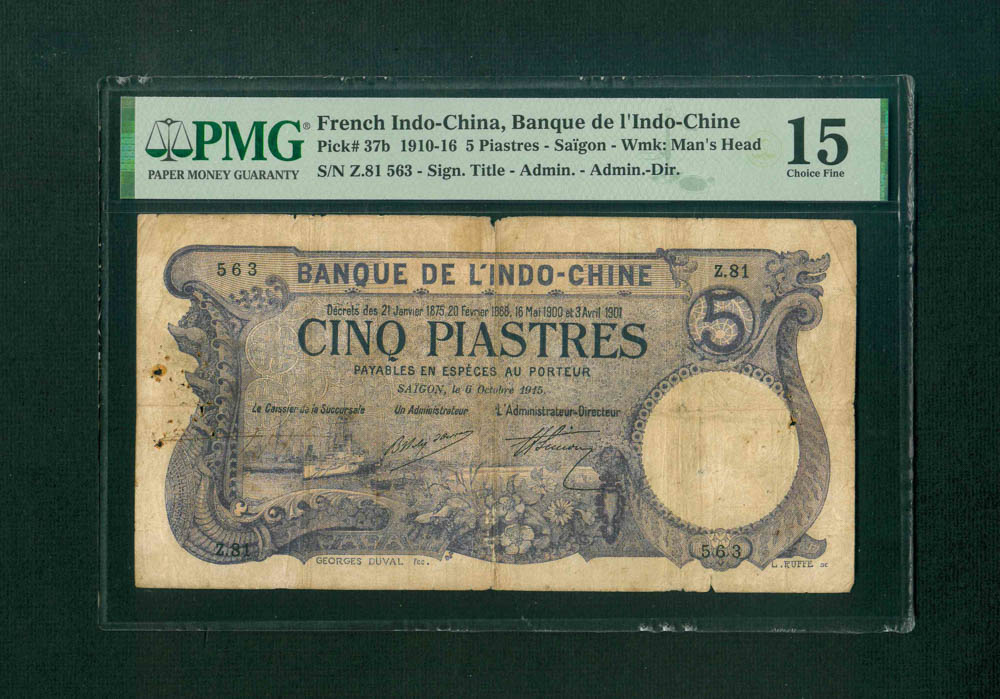 PMG®
PAPER MONEY GUARANTY
French Indo-China, Banque de l'Indo-Chine
Pick# 37b 1910-16 5 Piastres - Saïgon - Wmk: Man's Head
S/N Z.81 563 - Sign. Title - Admin. - Admin.-Dir.
15
Choice Fine
563
BANQUE DE L'INDO-CHINE
Z.81
Décrets des 21 Janvier 1875, 20 Février 1888, 16 Mai 1900 et 3 Avril 1901
5
CINQ PIASTRES
PAYABLES EN ESPÈCES AU PORTEUR
SAÏGON, le 6 Octobre 1915.
Le Caissier de la Succursale
Un Administrateur
L'Administrateur-Directeur
Z.81
563
GEORGES DUVAL fec.
L. RUFFE sc